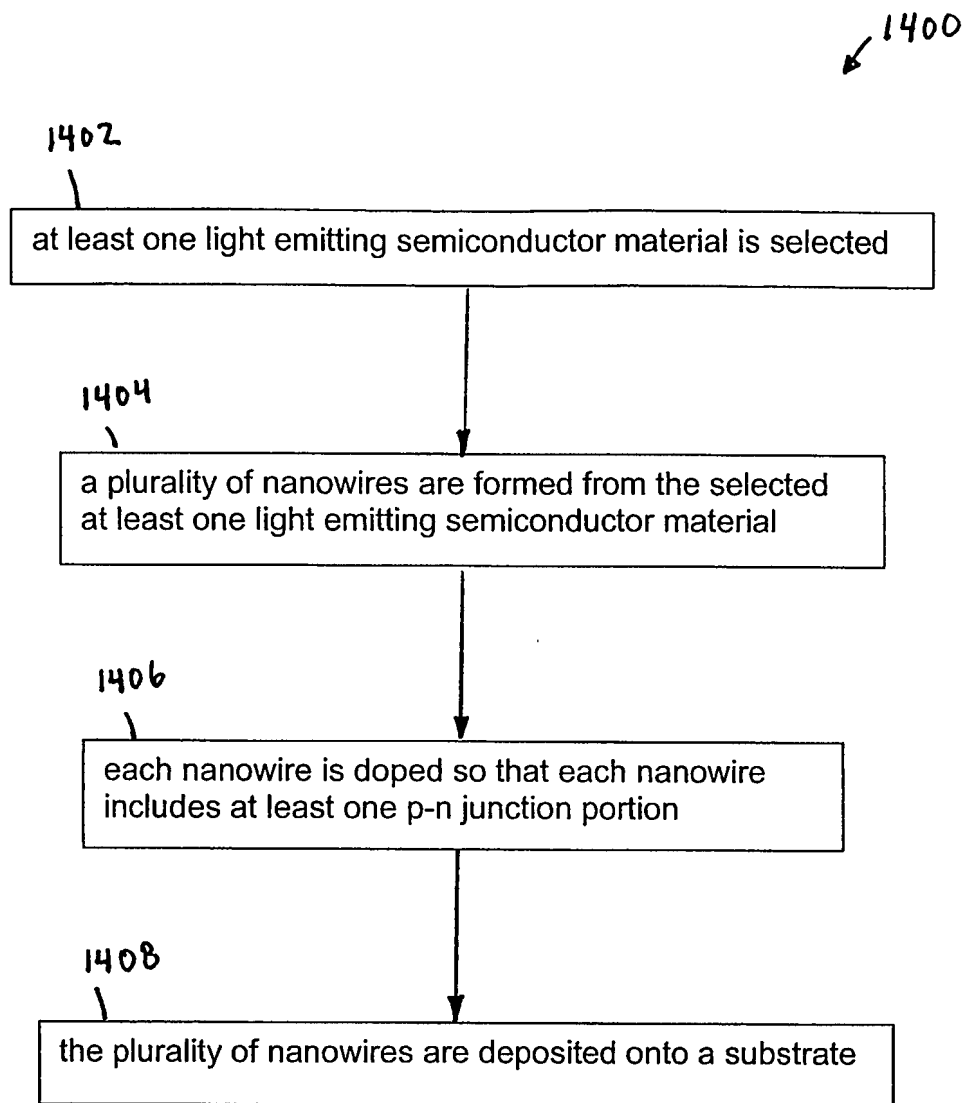 1400
1402
at least one light emitting semiconductor material is selected
1404
a plurality of nanowires are formed from the selected
at least one light emitting semiconductor material
1406
each nanowire is doped so that each nanowire
includes at least one p-n junction portion
1408
the plurality of nanowires are deposited onto a substrate